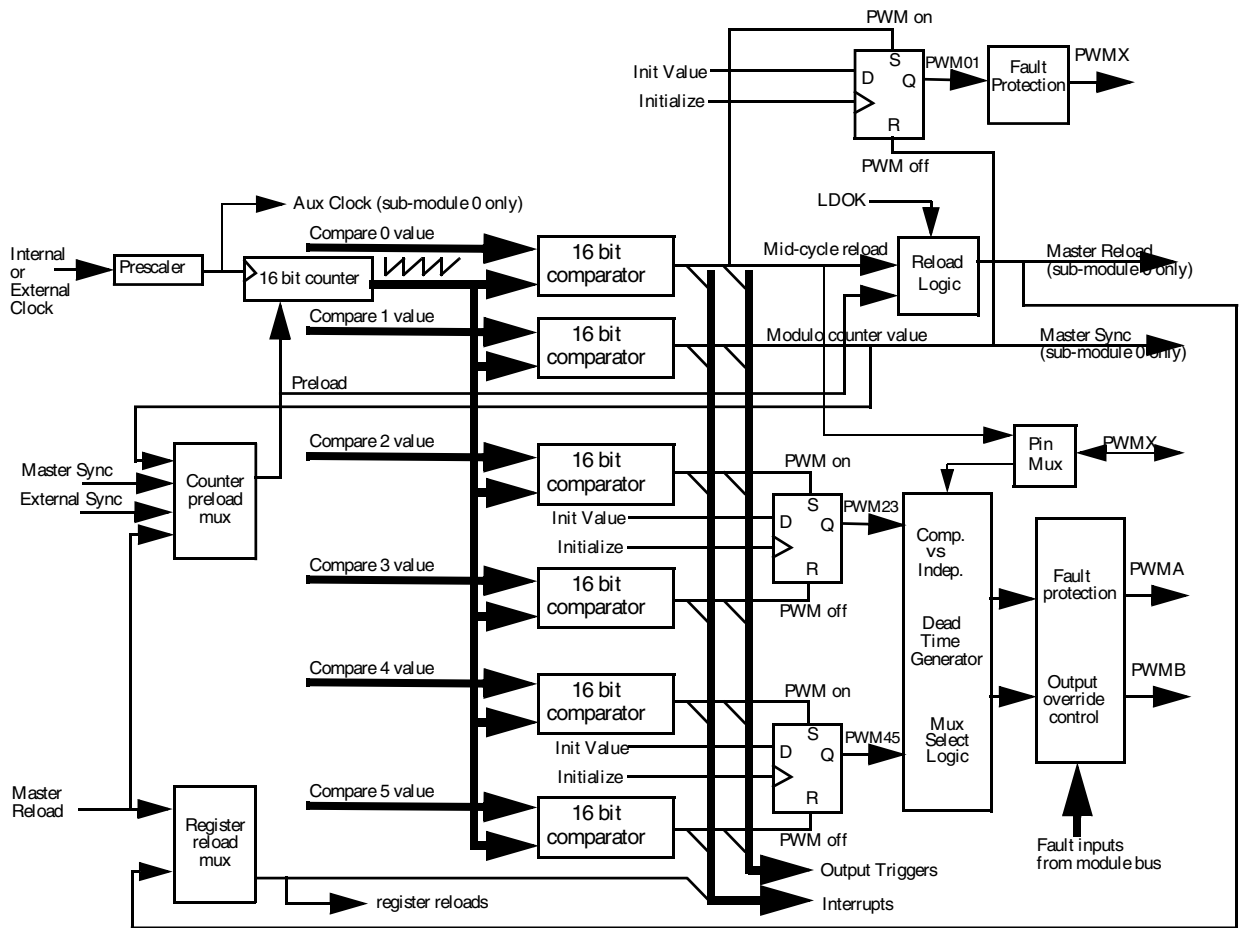 PWM on
Init Value
Initialize
D
S
Q
R
PWM01
Fault
Protection
PWMX
PWM off
Aux Clock (sub-module 0 only)
LDOK
Internal
or
External
Clock
Prescaler
16 bit counter
Compare 0 value
16 bit
comparator
Mid-cycle reload
Reload
Logic
Master Reload
(sub-module 0 only)
Compare 1 value
16 bit
comparator
Modulo counter value
Master Sync
(sub-module 0 only)
Preload
Master Sync
External Sync
Counter
preload
mux
Compare 2 value
16 bit
comparator
PWM on
Pin
Mux
PWMX
Init Value
Initialize
D
S
Q
R
PWM23
Compare 3 value
16 bit
comparator
PWM off
Comp.
vs
Indep.
Dead
Time
Generator
Mux
Select
Logic
Fault
protection
Output
override
control
PWMA
PWMB
Compare 4 value
16 bit
comparator
PWM on
Init Value
Initialize
D
S
Q
R
PWM45
Compare 5 value
16 bit
comparator
PWM off
Master
Reload
Register
reload
mux
Fault inputs
from module bus
Output Triggers
register reloads
Interrupts